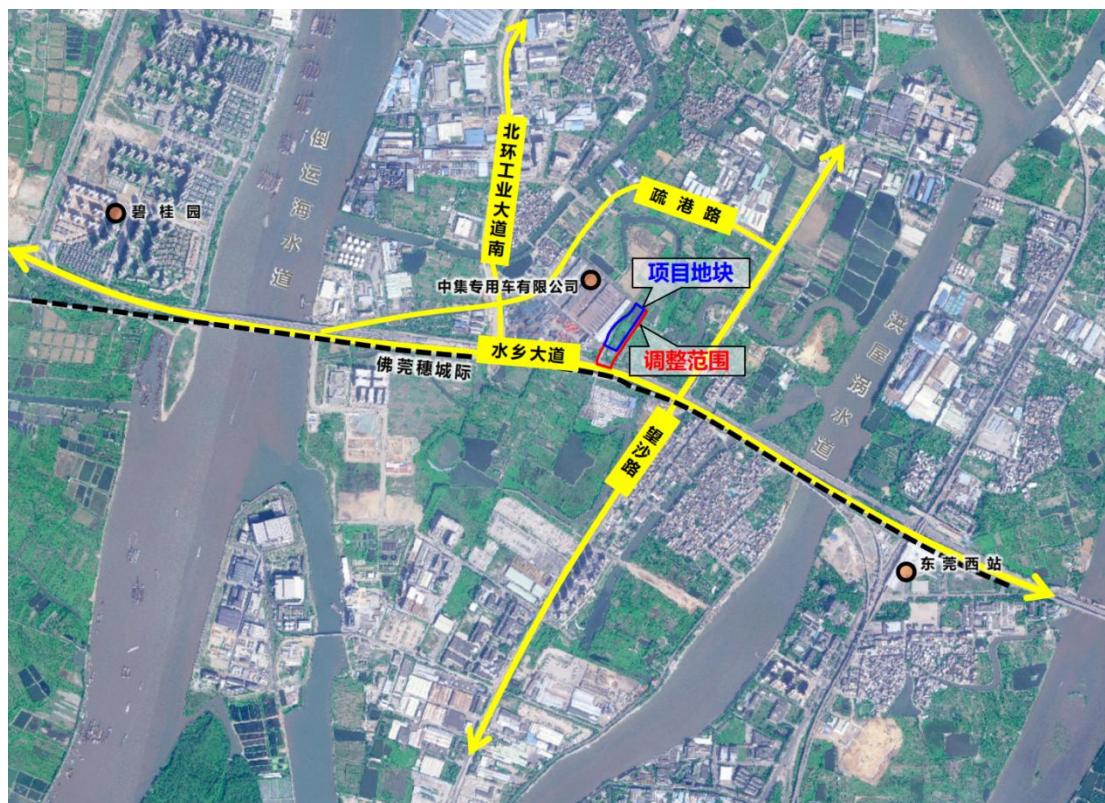 北环工业大道南
倒运海水道
疏港路
碧桂园
项目地块
中集专用车有限公司
水乡大道
调整范围
佛莞穗城际
洪屋涡水道
望沙路
东莞西站